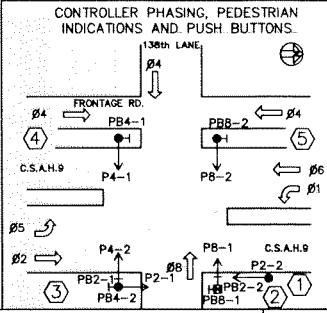 CONTROLLER PHASING, PEDESTRIAN
INDICATIONS AND PUSH BUTTONS
138th LANE
Ø4
FRONTAGE RD.
Ø4
Ø4
PB4-1
PB8-2
4
5
C.S.A.H.9
P4-1
P8-2
Ø6
Ø1
Ø5
Ø2
P4-2
P8-1
C.S.A.H.9
PB2-1
P2-1
Ø8
P2-2
PB2-2
1
3
PB4-2
PB8-1
2